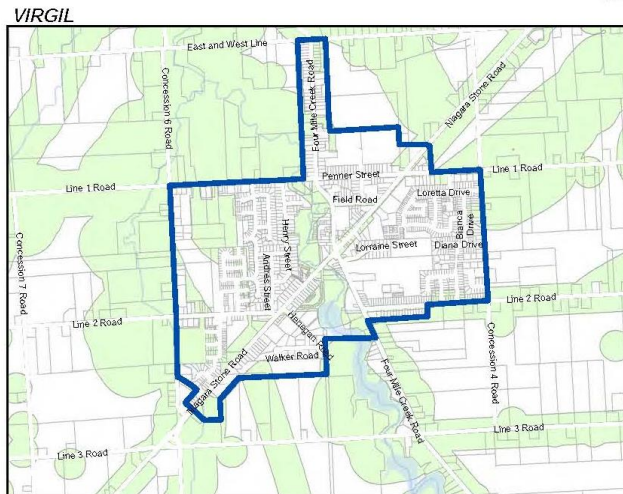 VIRGIL
East and West Line
Four Mile Creek Road
Niagara Stone Road
Concession 6 Road
Penner Street
Line 1 Road
Line 1 Road
Loretta Drive
Field Road
Henry Street
Bianca Drive
Concession 7 Road
Lorraine Street
Diana Drive
Andres Street
Line 2 Road
Line 2 Road
Henegan Road
Concession 4 Road
Walker Road
Niagara Stone Road
Four Mile Creek Road
Line 3 Road
Line 3 Road